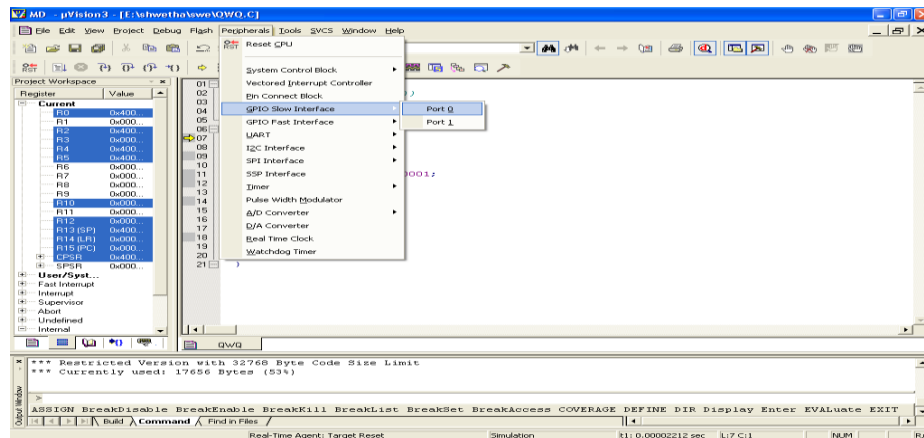 MD - µVision3 - [E:\shwetha\swe\QWQ.C]
File Edit View Project Debug Flash Peripherals Tools SVCS Window Help
Reset CPU
System Control Block
Vectored Interrupt Controller
Pin Connect Block
GPIO Slow Interface
GPIO Fast Interface
UART
I2C Interface
SPI Interface
SSP Interface
Timer
Pulse Width Modulator
A/D Converter
D/A Converter
Real Time Clock
Watchdog Timer
Port 0
Port 1
Project Workspace
Register Value
Current
R0 0x400...
R1 0x000...
R2 0x400...
R3 0x000...
R4 0x400...
R5 0x400...
R6 0x000...
R7 0x000...
R8 0x000...
R9 0x000...
R10 0x000...
R11 0x000...
R12 0x000...
R13 (SP) 0x400...
R14 (LR) 0x000...
R15 (PC) 0x000...
CPSR 0x400...
SPSR 0x000...
User/Syst...
Fast Interrupt
Interrupt
Supervisor
Abort
Undefined
Internal
01
02 )
03
04
05
06
07
08
09
10
11 0001;
12
13
14
15
16
17
18
19
20
21 }
QWQ
*** Restricted Version with 32768 Byte Code Size Limit
*** Currently used: 17656 Bytes (53%)
>
ASSIGN BreakDisable BreakEnable BreakKill BreakList BreakSet BreakAccess COVERAGE DEFINE DIR Display Enter EVALuate EXIT
Output Window
Build Command Find in Files
Real-Time Agent: Target Reset Simulation t1: 0.00002212 sec L:7 C:1 NUM R